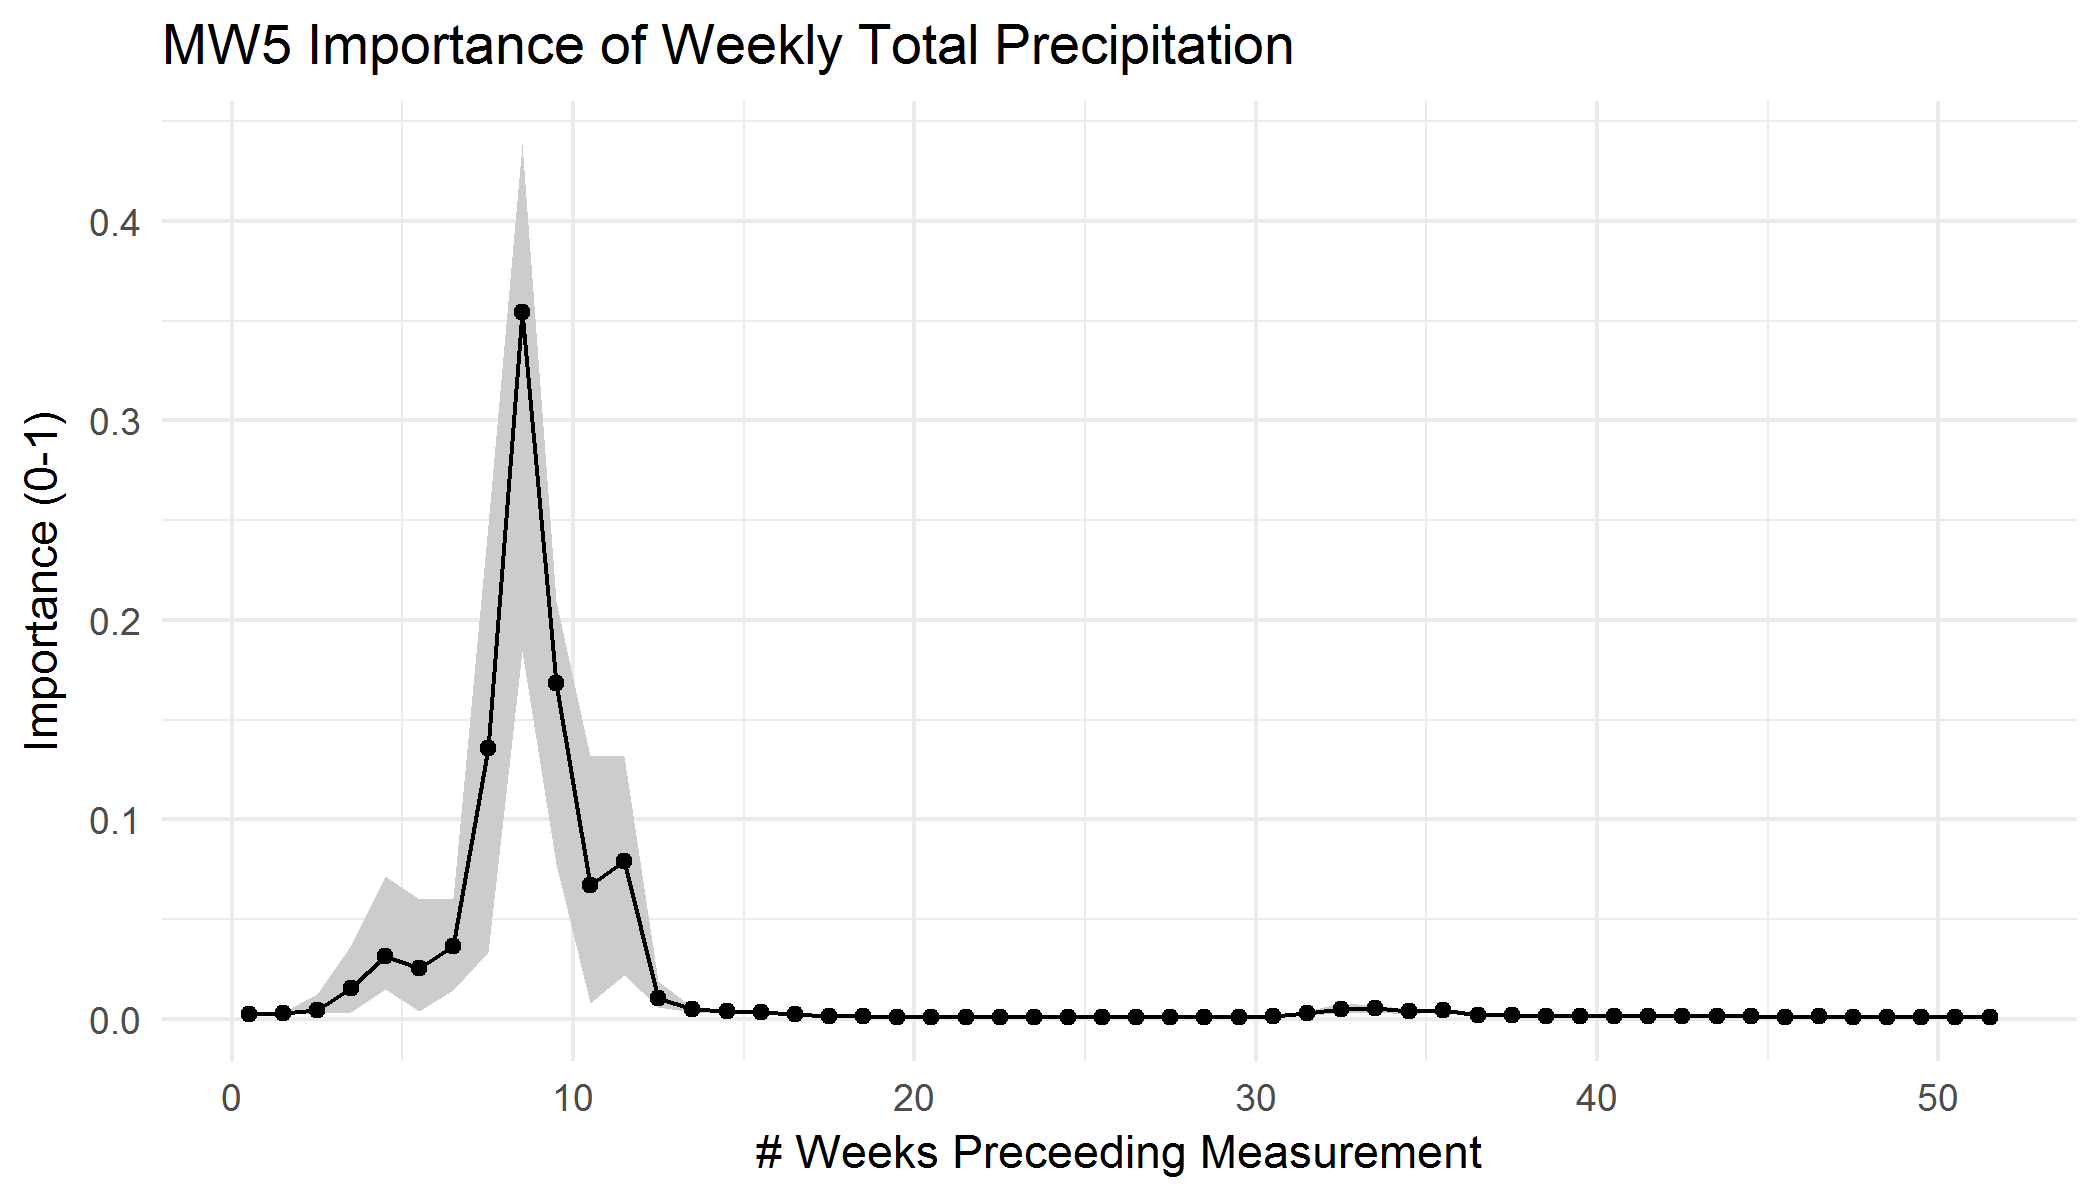 MW5 Importance of Weekly Total Precipitation
Importance (0-1)
0.4
0.3
0.2
0.1
0.0
0 10 20 30 40 50
# Weeks Preceeding Measurement